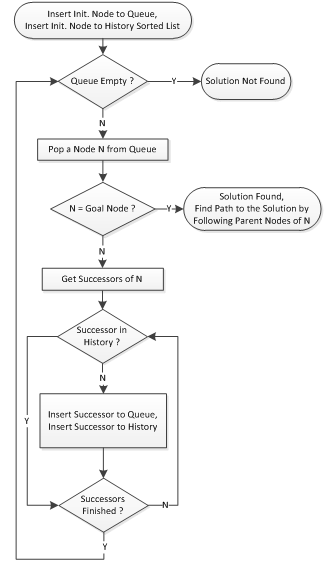 Insert Init. Node to Queue,
Insert Init. Node to History Sorted List
Queue Empty ?
Y
Solution Not Found
N
Pop a Node N from Queue
N = Goal Node ?
Y
Solution Found,
Find Path to the Solution by
Following Parent Nodes of N
N
Get Successors of N
Successor in
History ?
N
Y
Insert Successor to Queue,
Insert Successor to History
Successors
Finished ?
N
Y